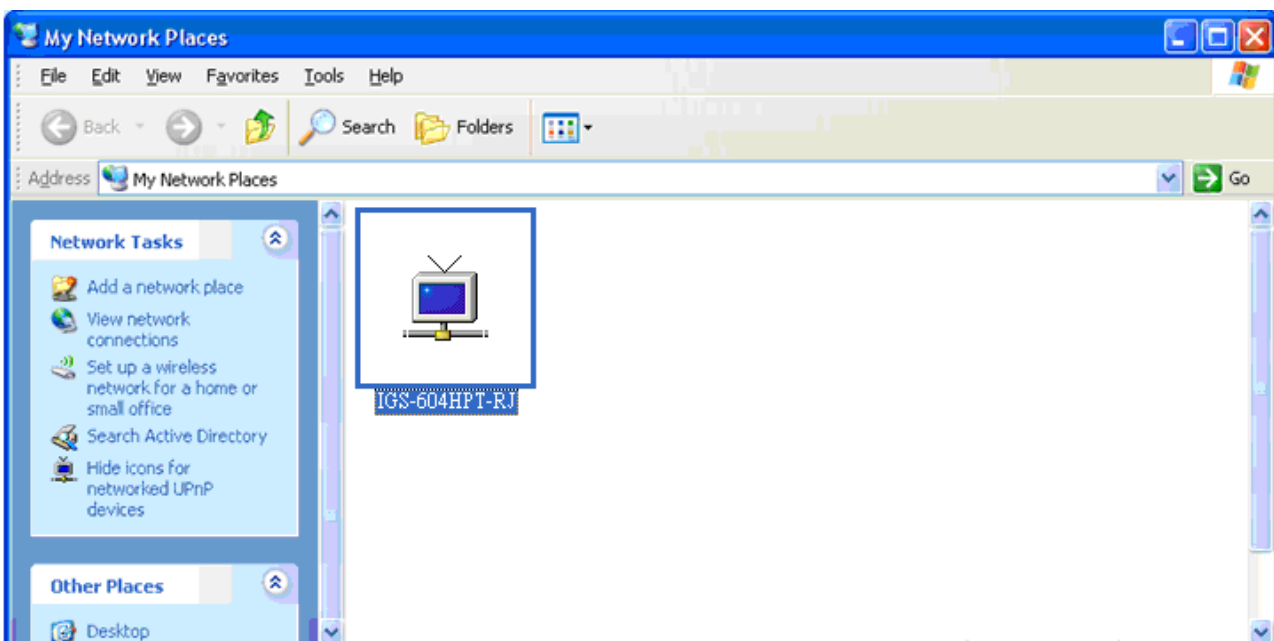 My Network Places
File Edit View Favorites Tools Help
Back Search Folders
Address My Network Places Go
Network Tasks
Add a network place
View network
connections
Set up a wireless
network for a home or
small office
Search Active Directory
Hide icons for
networked UPnP
devices
Other Places
Desktop
IGS-604HPT-RJ